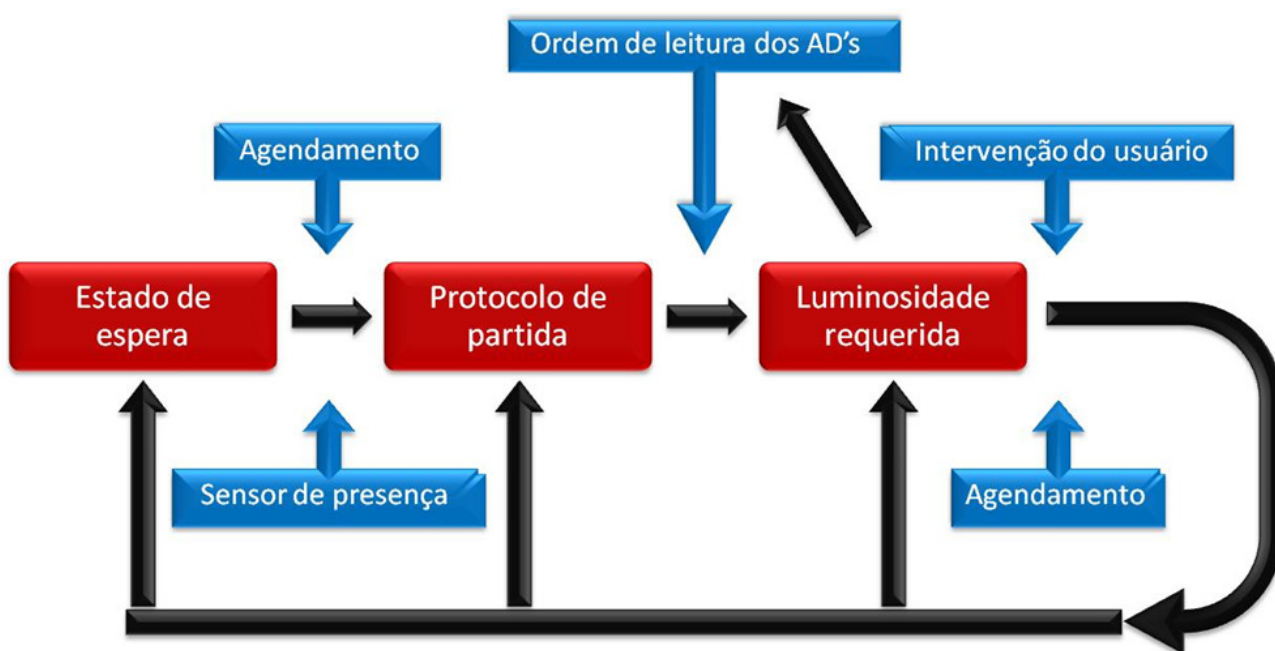 Ordem de leitura dos AD's
Agendamento
Intervenção do usuário
Estado de
espera
Protocolo de
partida
Luminosidade
requerida
Sensor de presença
Agendamento